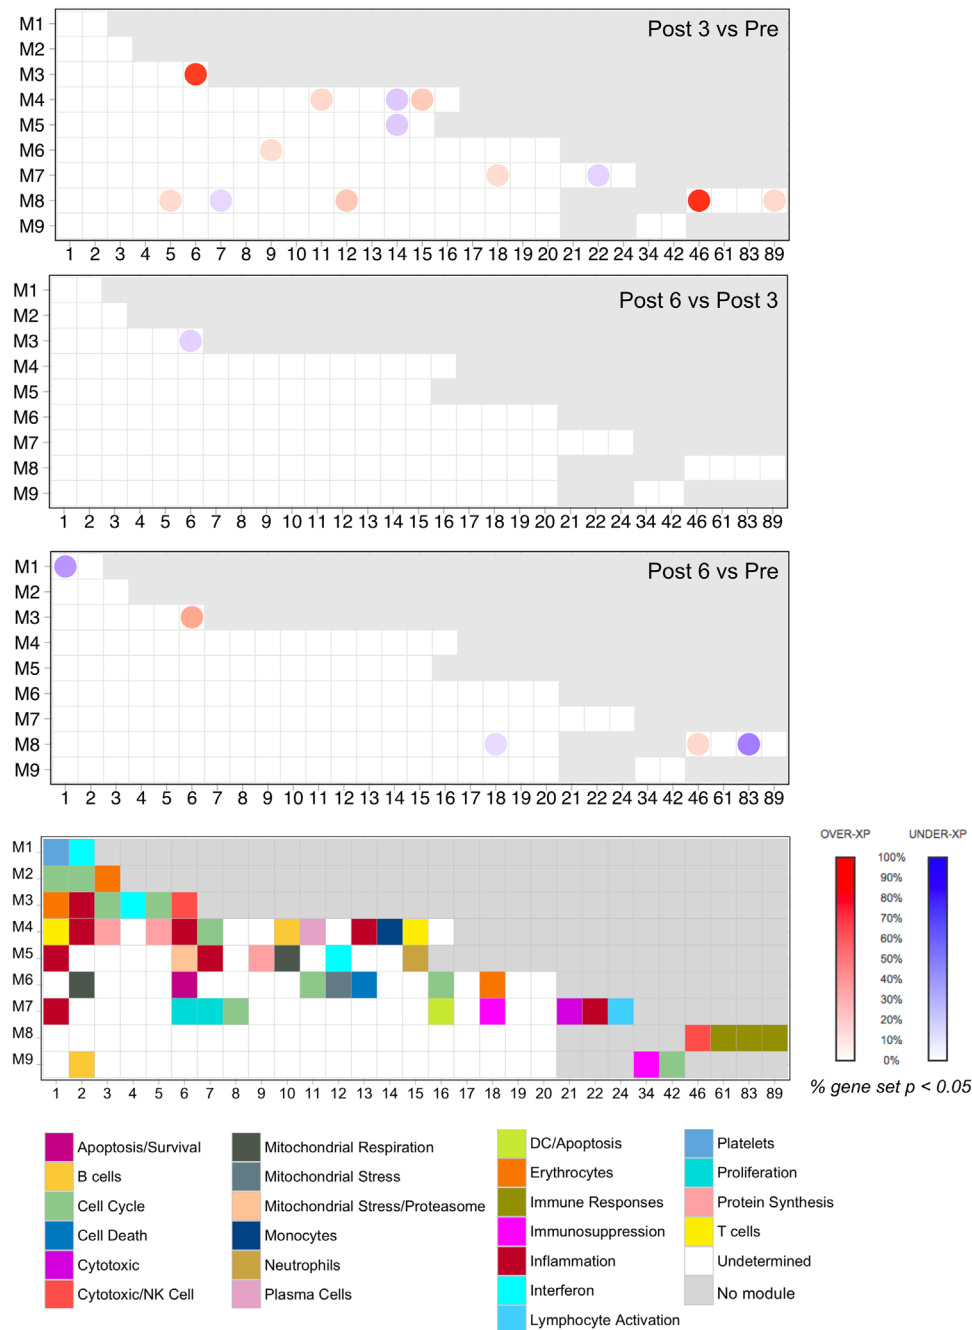 Post 3 vs Pre
M1
M2
M3
M4
M5
M6
M7
M8
M9
1 2 3 4 5 6 7 8 9 10 11 12 13 14 15 16 17 18 19 20 21 22 24 34 42 46 61 83 89
Post 6 vs Post 3
M1
M2
M3
M4
M5
M6
M7
M8
M9
1 2 3 4 5 6 7 8 9 10 11 12 13 14 15 16 17 18 19 20 21 22 24 34 42 46 61 83 89
Post 6 vs Pre
M1
M2
M3
M4
M5
M6
M7
M8
M9
1 2 3 4 5 6 7 8 9 10 11 12 13 14 15 16 17 18 19 20 21 22 24 34 42 46 61 83 89
M1
M2
M3
M4
M5
M6
M7
M8
M9
1 2 3 4 5 6 7 8 9 10 11 12 13 14 15 16 17 18 19 20 21 22 24 34 42 46 61 83 89
OVER-XP UNDER-XP
100%
90%
80%
70%
60%
50%
40%
30%
20%
10%
0%
% gene set p < 0.05
Apoptosis/Survival
B cells
Cell Cycle
Cell Death
Cytotoxic
Cytotoxic/NK Cell
Mitochondrial Respiration
Mitochondrial Stress
Mitochondrial Stress/Proteasome
Monocytes
Neutrophils
Plasma Cells
DC/Apoptosis
Erythrocytes
Immune Responses
Immunosuppression
Inflammation
Interferon
Lymphocyte Activation
Platelets
Proliferation
Protein Synthesis
T cells
Undetermined
No module